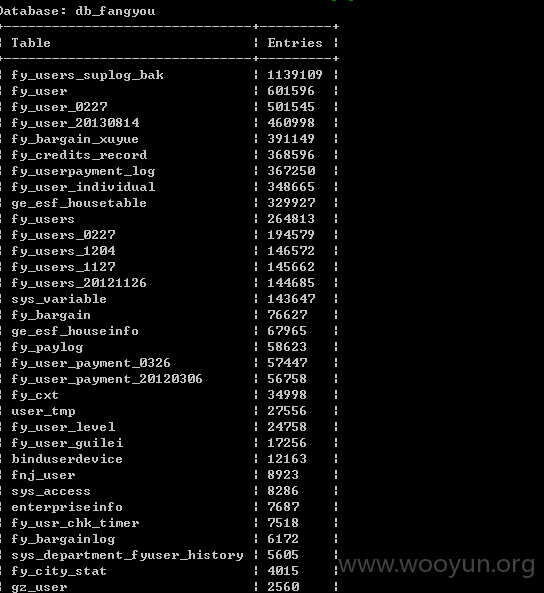 Database: db_fangyou
Table Entries
fy_users_suplog_bak 1139109
fy_user 601596
fy_user_0227 501545
fy_user_20130814 460998
fy_bargain_xuyue 391149
fy_credits_record 368596
fy_userpayment_log 367250
fy_user_individual 348665
ge_esf_housetable 329927
fy_users 264813
fy_users_0227 194579
fy_users_1204 146572
fy_users_1127 145662
fy_users_20121126 144685
sys_variable 143647
fy_bargain 76627
ge_esf_houseinfo 67965
fy_paylog 58623
fy_user_payment_0326 57447
fy_user_payment_20120306 56758
fy_cxt 34998
user_tmp 27556
fy_user_level 24758
fy_user_guilei 17256
binduserdevice 12163
fnj_user 8923
sys_access 8286
enterpriseinfo 7687
fy_usr_chk_timer 7518
fy_bargainlog 6172
sys_department_fyuser_history 5605
fy_city_stat 4015
gz_user 2560
www.wooyun.org